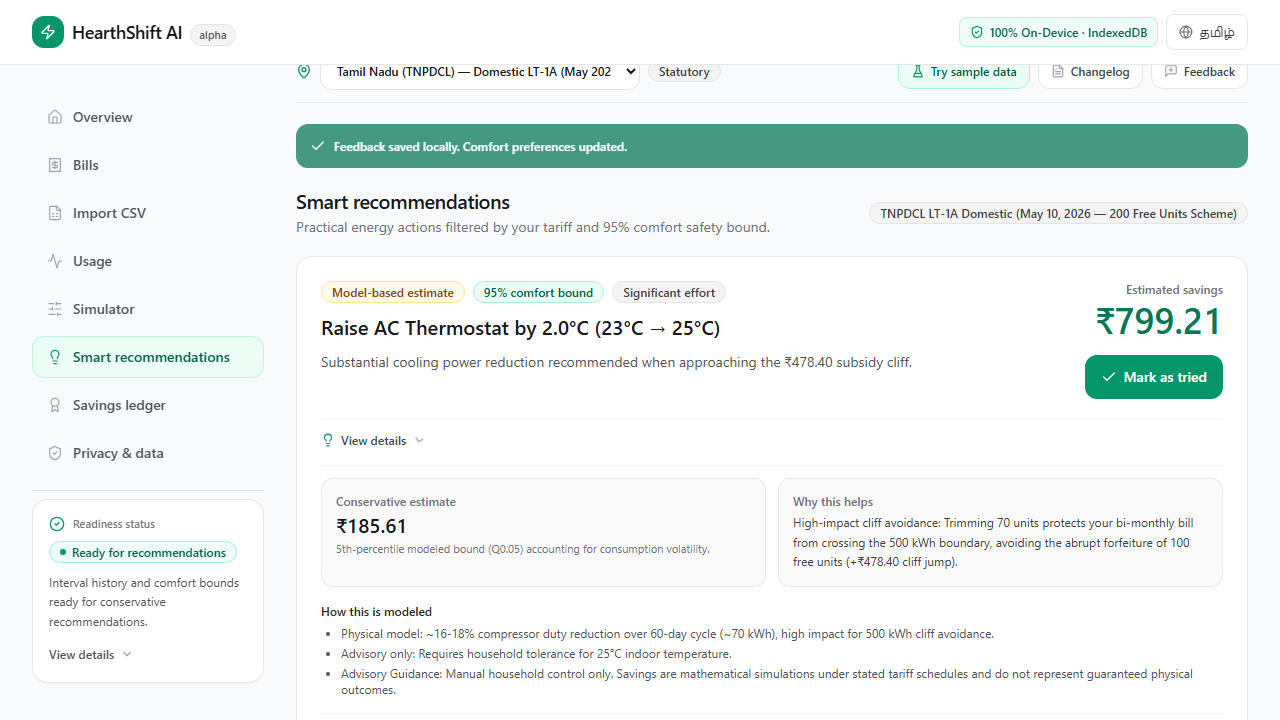 HearthShift AI alpha
100% On-Device · IndexedDB
தமிழ்
Tamil Nadu (TNPDCL) — Domestic LT-1A (May 202
Statutory
Try sample data
Changelog
Feedback
Overview
Bills
Import CSV
Usage
Simulator
Smart recommendations
Savings ledger
Privacy & data
Readiness status
Ready for recommendations
Interval history and comfort bounds
ready for conservative
recommendations.
View details
Feedback saved locally. Comfort preferences updated.
Smart recommendations
Practical energy actions filtered by your tariff and 95% comfort safety bound.
TNPDCL LT-1A Domestic (May 10, 2026 — 200 Free Units Scheme)
Model-based estimate
95% comfort bound
Significant effort
Raise AC Thermostat by 2.0°C (23°C → 25°C)
Substantial cooling power reduction recommended when approaching the ₹478.40 subsidy cliff.
Estimated savings
₹799.21
Mark as tried
View details
Conservative estimate
₹185.61
5th-percentile modeled bound (Q0.05) accounting for consumption volatility.
Why this helps
High-impact cliff avoidance: Trimming 70 units protects your bi-monthly bill
from crossing the 500 kWh boundary, avoiding the abrupt forfeiture of 100
free units (+₹478.40 cliff jump).
How this is modeled
• Physical model: ~16-18% compressor duty reduction over 60-day cycle (~70 kWh), high impact for 500 kWh cliff avoidance.
• Advisory only: Requires household tolerance for 25°C indoor temperature.
• Advisory Guidance: Manual household control only. Savings are mathematical simulations under stated tariff schedules and do not represent guaranteed physical
outcomes.